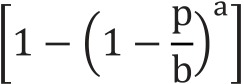 [1 − (1 − p/b)^a]